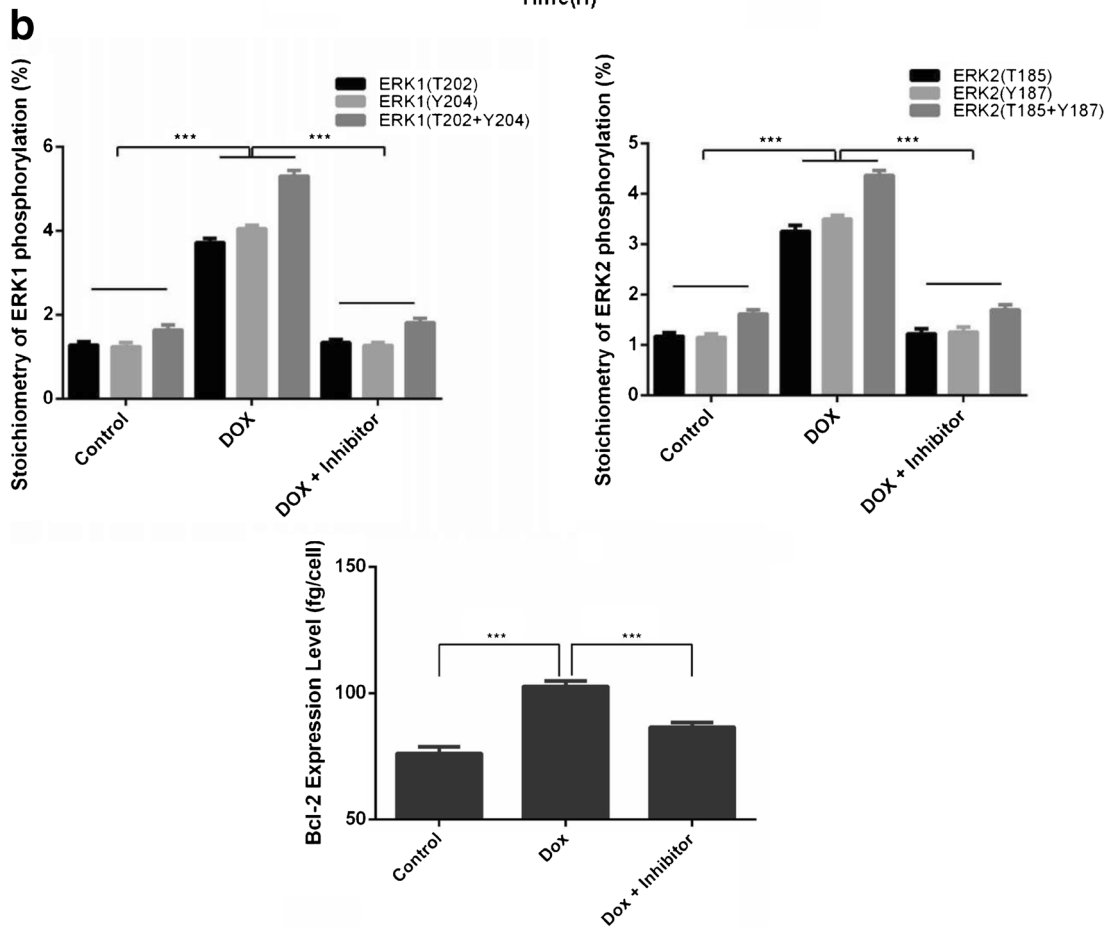 b
Stoichiometry of ERK1 phosphorylation (%)
ERK1(T202)
ERK1(Y204)
ERK1(T202+Y204)
6
4
2
0
***
***
Control
DOX
DOX + Inhibitor
Stoichiometry of ERK2 phosphorylation (%)
ERK2(T185)
ERK2(Y187)
ERK2(T185+Y187)
5
4
3
2
1
0
***
***
Control
DOX
DOX + Inhibitor
Bcl-2 Expression Level (fg/cell)
150
100
50
***
***
Control
Dox
Dox + Inhibitor